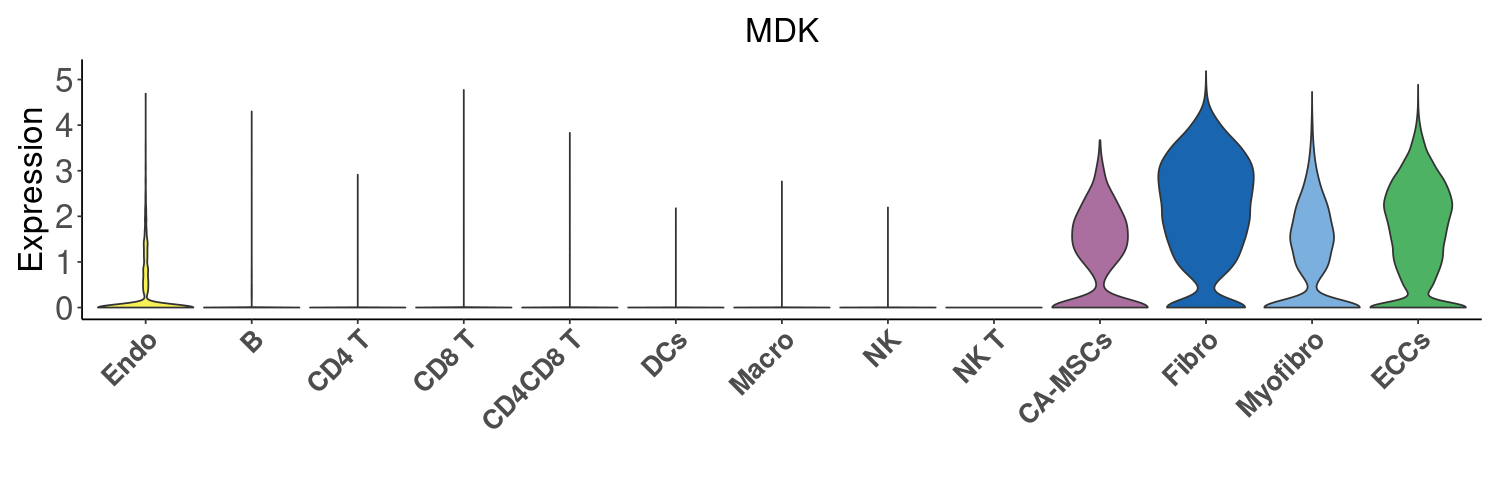 MDK
Expression
5
4
3
2
1
0
Endo
B
CD4 T
CD8 T
CD4CD8 T
DCs
Macro
NK
NK T
CA-MSCs
Fibro
Myofibro
ECCs